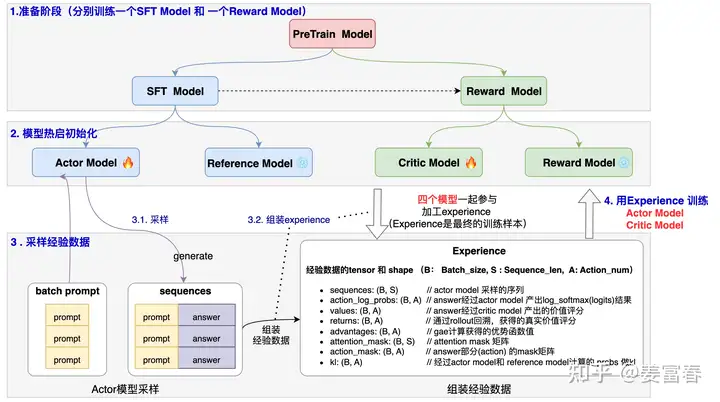 1.准备阶段（分别训练一个SFT Model 和 一个Reward Model）
PreTrain Model
SFT Model
Reward Model
2. 模型热启初始化
Actor Model
Reference Model
Critic Model
Reward Model
3.1. 采样
3.2. 组装experience
四个模型一起参与
加工experience
（Experience是最终的训练样本）
4. 用Experience 训练
Actor Model
Critic Model
3 . 采样经验数据
generate
batch prompt
prompt
prompt
prompt
sequences
prompt answer
prompt answer
prompt answer
Actor模型采样
组装
经验数据
Experience
经验数据的tensor 和 shape （B： Batch_size, S : Sequence_len, A: Action_num）
• sequences: (B, S) // actor model 采样的序列
• action_log_probs: (B, A) // answer经过actor model 产出log_softmax(logits)结果
• values: (B, A) // answer经过critic model 产出的价值评分
• returns: (B, A) // 通过rollout回溯，获得的真实价值评分
• advantages: (B, A) // gae计算获得的优势函数值
• attention_mask: (B, S) // attention mask 矩阵
• action_mask: (B, A) // answer部分(action) 的mask矩阵
• kl: (B, A) // 经过actor model和 reference model计算的 probs 做kl
组装经验数据
知乎 @姜富春